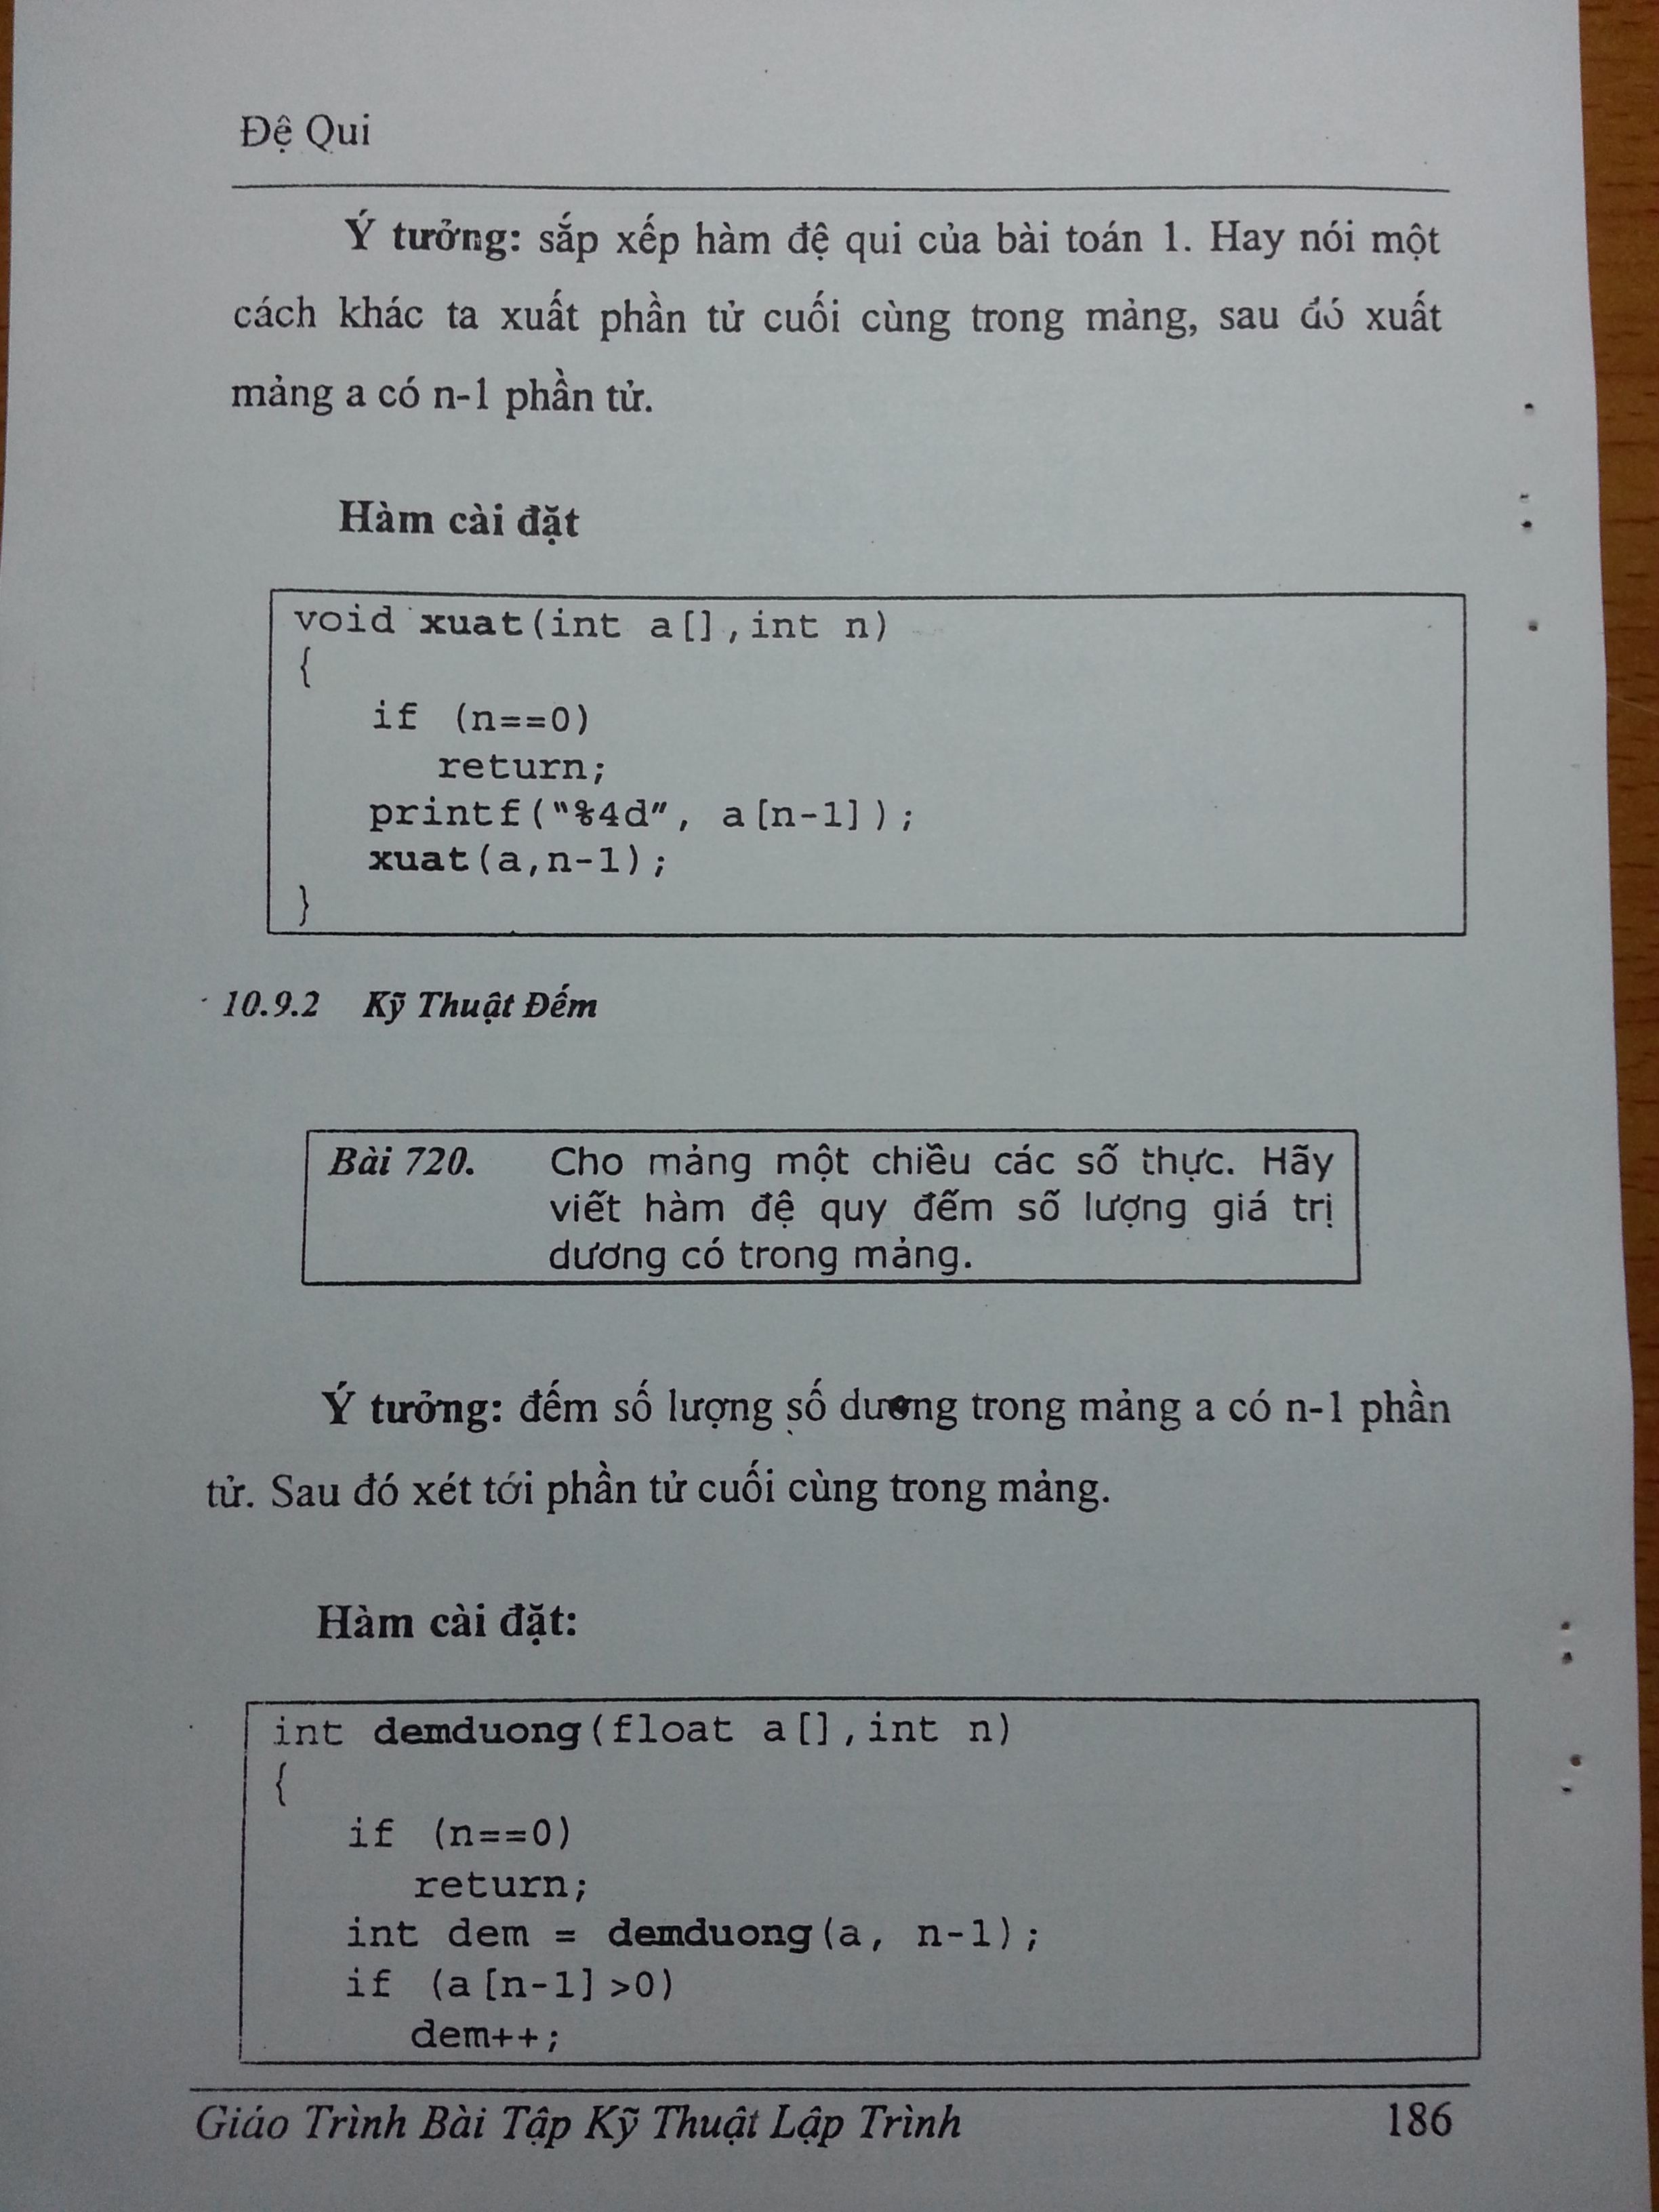 Đệ Qui
Ý tưởng: sắp xếp hàm đệ qui của bài toán 1. Hay nói một
cách khác ta xuất phần tử cuối cùng trong mảng, sau đó xuất
mảng a có n-1 phần tử.
Hàm cài đặt
void xuat(int a[],int n)
{
if (n==0)
return;
printf("%4d", a[n-1]);
xuat(a,n-1);
}
10.9.2 Kỹ Thuật Đếm
Bài 720. Cho mảng một chiều các số thực. Hãy
viết hàm đệ quy đếm số lượng giá trị
dương có trong mảng.
Ý tưởng: đếm số lượng số dương trong mảng a có n-1 phần
tử. Sau đó xét tới phần tử cuối cùng trong mảng.
Hàm cài đặt:
int demduong(float a[],int n)
{
if (n==0)
return;
int dem = demduong(a, n-1);
if (a[n-1]>0)
dem++;
Giáo Trình Bài Tập Kỹ Thuật Lập Trình 186